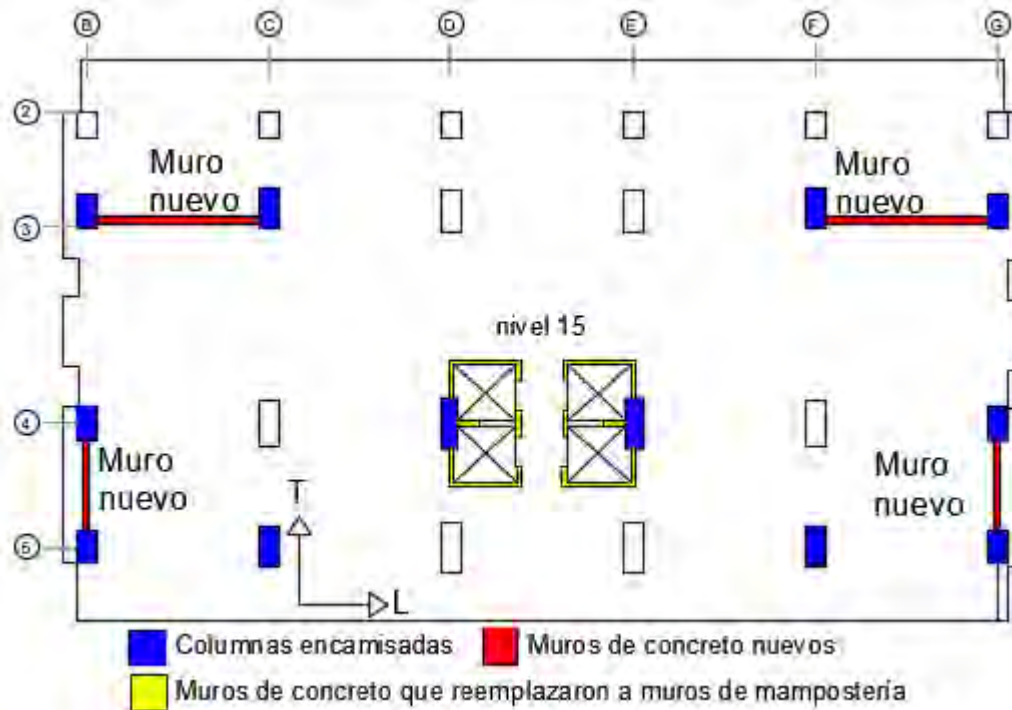 B C D E F G
2
Muro
nuevo
Muro
nuevo
3
nivel 15
4
Muro
nuevo
Muro
nuevo
T
5
L
Columnas encamisadas
Muros de concreto nuevos
Muros de concreto que reemplazaron a muros de mampostería